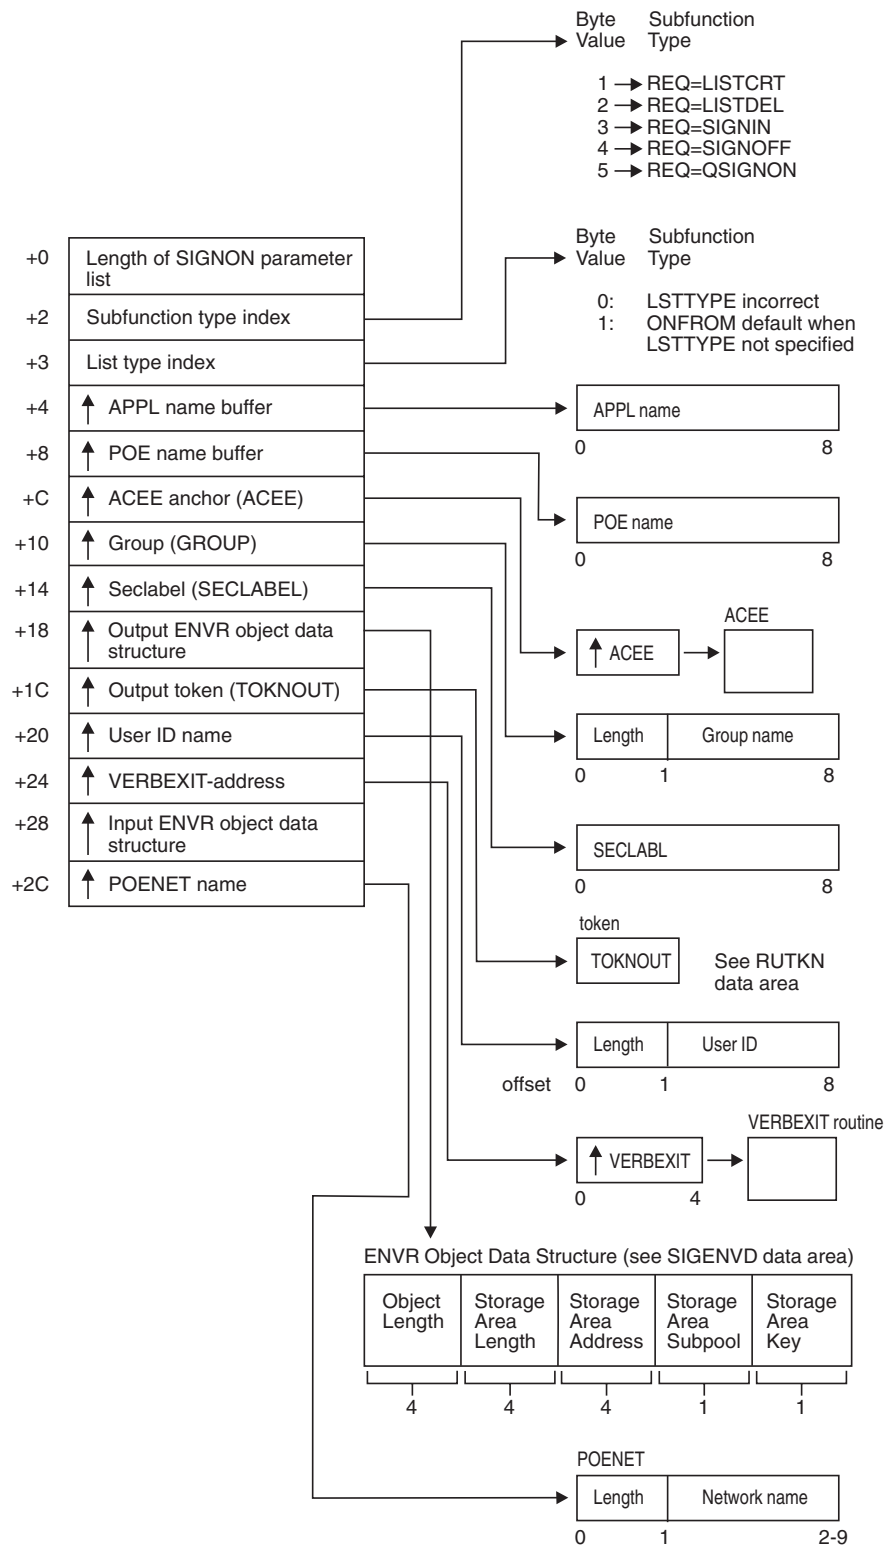 Byte Subfunction
Value Type
1 → REQ=LISTCRT
2 → REQ=LISTDEL
3 → REQ=SIGNIN
4 → REQ=SIGNOFF
5 → REQ=QSIGNON
Byte Subfunction
Value Type
0: LSTTYPE incorrect
1: ONFROM default when
LSTTYPE not specified
+0 Length of SIGNON parameter
list
+2 Subfunction type index
+3 List type index
+4 ↑ APPL name buffer
+8 ↑ POE name buffer
+C ↑ ACEE anchor (ACEE)
+10 ↑ Group (GROUP)
+14 ↑ Seclabel (SECLABEL)
+18 ↑ Output ENVR object data
structure
+1C ↑ Output token (TOKNOUT)
+20 ↑ User ID name
+24 ↑ VERBEXIT-address
+28 ↑ Input ENVR object data
structure
+2C ↑ POENET name
APPL name
0 8
POE name
0 8
ACEE
↑ ACEE
Length Group name
0 1 8
SECLABL
0 8
token
TOKNOUT See RUTKN
data area
Length User ID
offset 0 1 8
VERBEXIT routine
↑ VERBEXIT
0 4
ENVR Object Data Structure (see SIGENVD data area)
Object Storage Storage Storage Storage
Length Area Area Area Area
Length Address Subpool Key
4 4 4 1 1
POENET
Length Network name
0 1 2-9